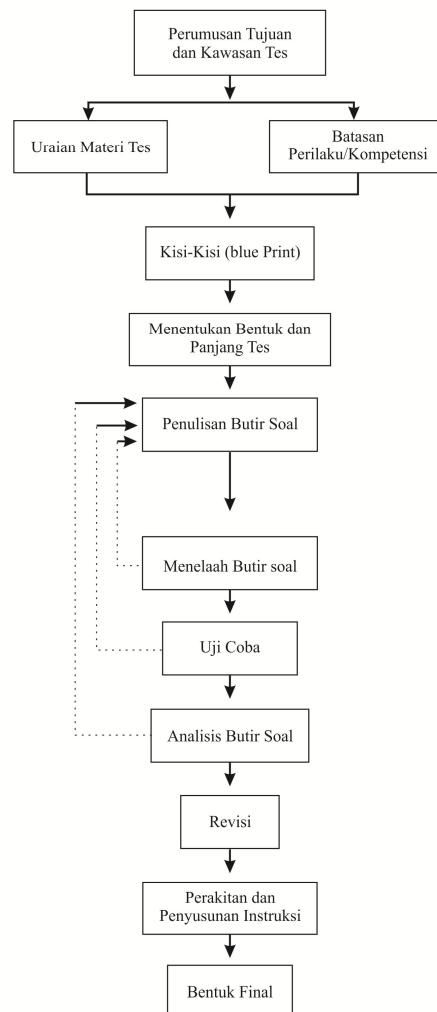 Perumusan Tujuan
dan Kawasan Tes
Uraian Materi Tes
Batasan
Perilaku/Kompetensi
Kisi-Kisi (blue Print)
Menentukan Bentuk dan
Panjang Tes
Penulisan Butir Soal
Menelaah Butir soal
Uji Coba
Analisis Butir Soal
Revisi
Perakitan dan
Penyusunan Instruksi
Bentuk Final